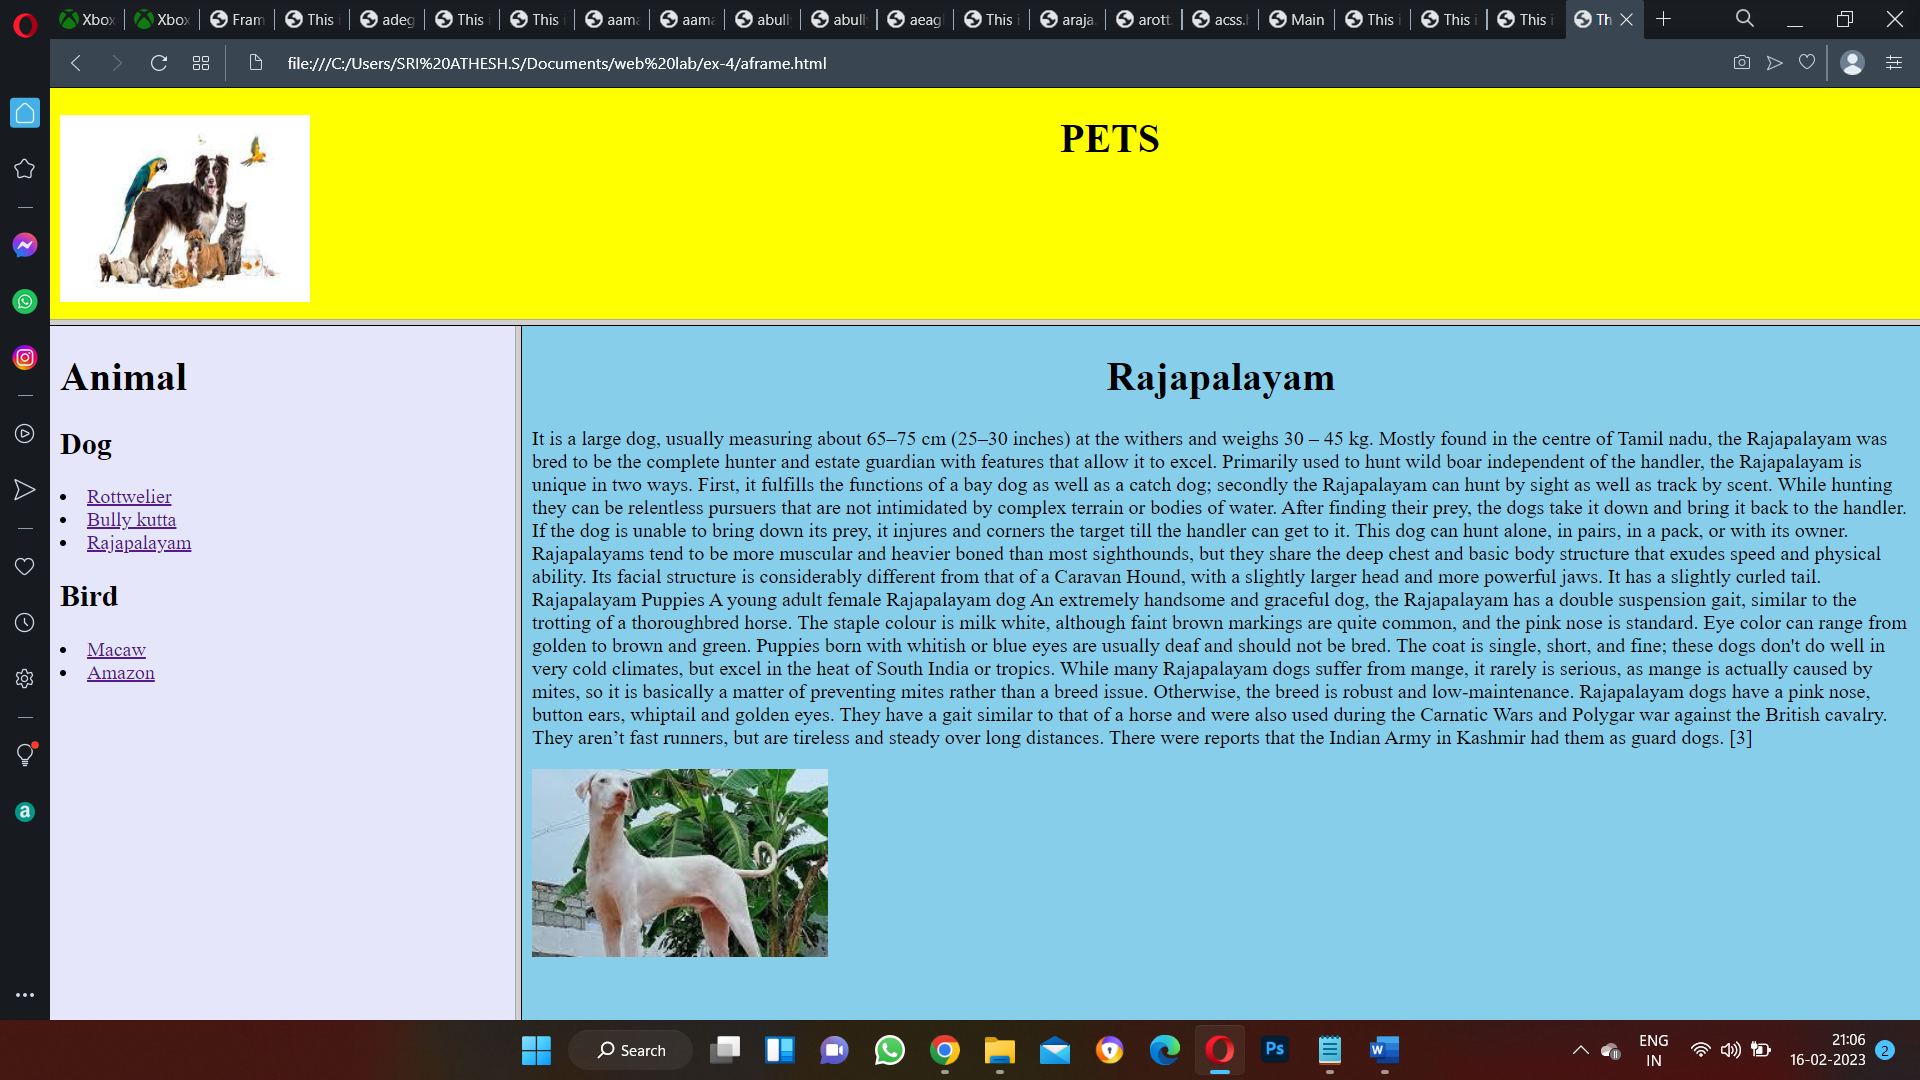 Xbox
Xbox
Fram
This i
adeg
This i
This i
aama
aama
abull
abull
aeag
This i
araja
arott
acss.h
Main
This i
This i
This i
Th
file:///C:/Users/SRI%20ATHESH.S/Documents/web%20lab/ex-4/aframe.html
PETS
Animal
Dog
Rottwelier
Bully kutta
Rajapalayam
Bird
Macaw
Amazon
Rajapalayam
It is a large dog, usually measuring about 65–75 cm (25–30 inches) at the withers and weighs 30 – 45 kg. Mostly found in the centre of Tamil nadu, the Rajapalayam was
bred to be the complete hunter and estate guardian with features that allow it to excel. Primarily used to hunt wild boar independent of the handler, the Rajapalayam is
unique in two ways. First, it fulfills the functions of a bay dog as well as a catch dog; secondly the Rajapalayam can hunt by sight as well as track by scent. While hunting
they can be relentless pursuers that are not intimidated by complex terrain or bodies of water. After finding their prey, the dogs take it down and bring it back to the handler.
If the dog is unable to bring down its prey, it injures and corners the target till the handler can get to it. This dog can hunt alone, in pairs, in a pack, or with its owner.
Rajapalayams tend to be more muscular and heavier boned than most sighthounds, but they share the deep chest and basic body structure that exudes speed and physical
ability. Its facial structure is considerably different from that of a Caravan Hound, with a slightly larger head and more powerful jaws. It has a slightly curled tail.
Rajapalayam Puppies A young adult female Rajapalayam dog An extremely handsome and graceful dog, the Rajapalayam has a double suspension gait, similar to the
trotting of a thoroughbred horse. The staple colour is milk white, although faint brown markings are quite common, and the pink nose is standard. Eye color can range from
golden to brown and green. Puppies born with whitish or blue eyes are usually deaf and should not be bred. The coat is single, short, and fine; these dogs don't do well in
very cold climates, but excel in the heat of South India or tropics. While many Rajapalayam dogs suffer from mange, it rarely is serious, as mange is actually caused by
mites, so it is basically a matter of preventing mites rather than a breed issue. Otherwise, the breed is robust and low-maintenance. Rajapalayam dogs have a pink nose,
button ears, whiptail and golden eyes. They have a gait similar to that of a horse and were also used during the Carnatic Wars and Polygar war against the British cavalry.
They aren’t fast runners, but are tireless and steady over long distances. There were reports that the Indian Army in Kashmir had them as guard dogs. [3]
a
Search
Ps
W
ENG
IN
21:06
16-02-2023
2